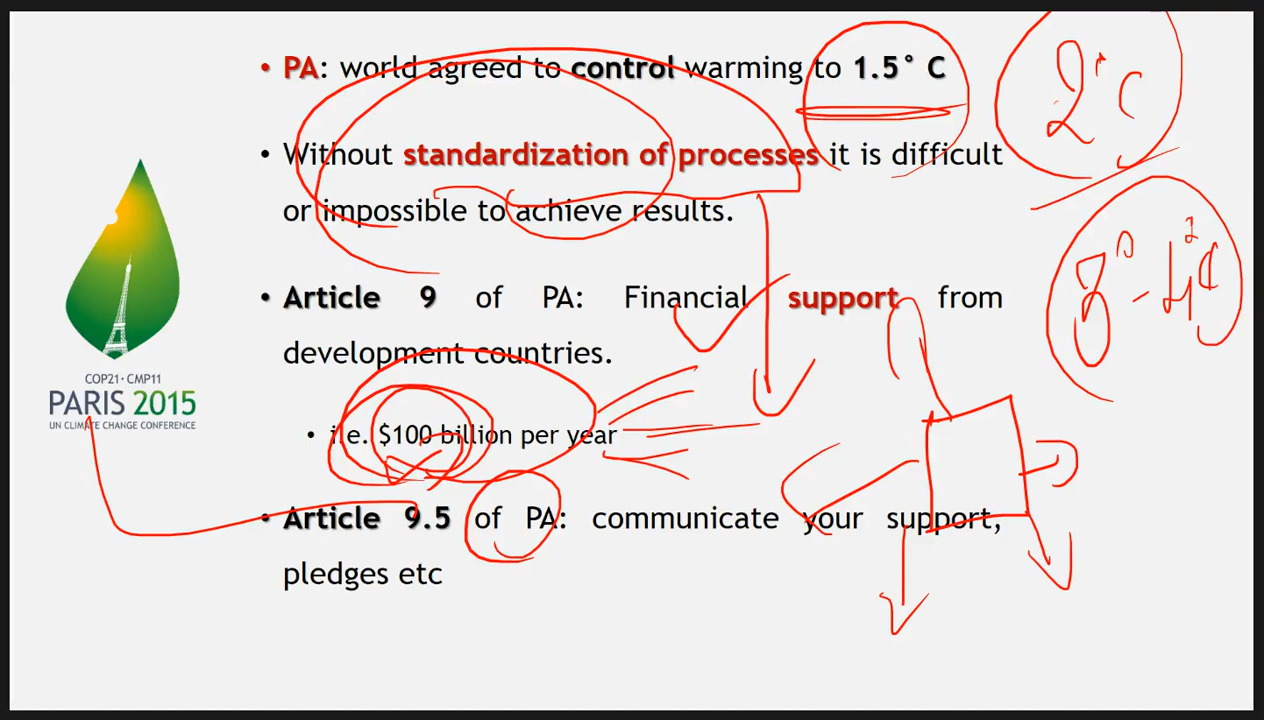 • PA: world agreed to control warming to 1.5° C
2°C
• Without standardization of processes it is difficult
or impossible to achieve results.
• Article 9 of PA: Financial support from
development countries.
COP21·CMP11
PARIS 2015
UN CLIMATE CHANGE CONFERENCE
• i.e. $100 billion per year
• Article 9.5 of PA: communicate your support,
pledges etc